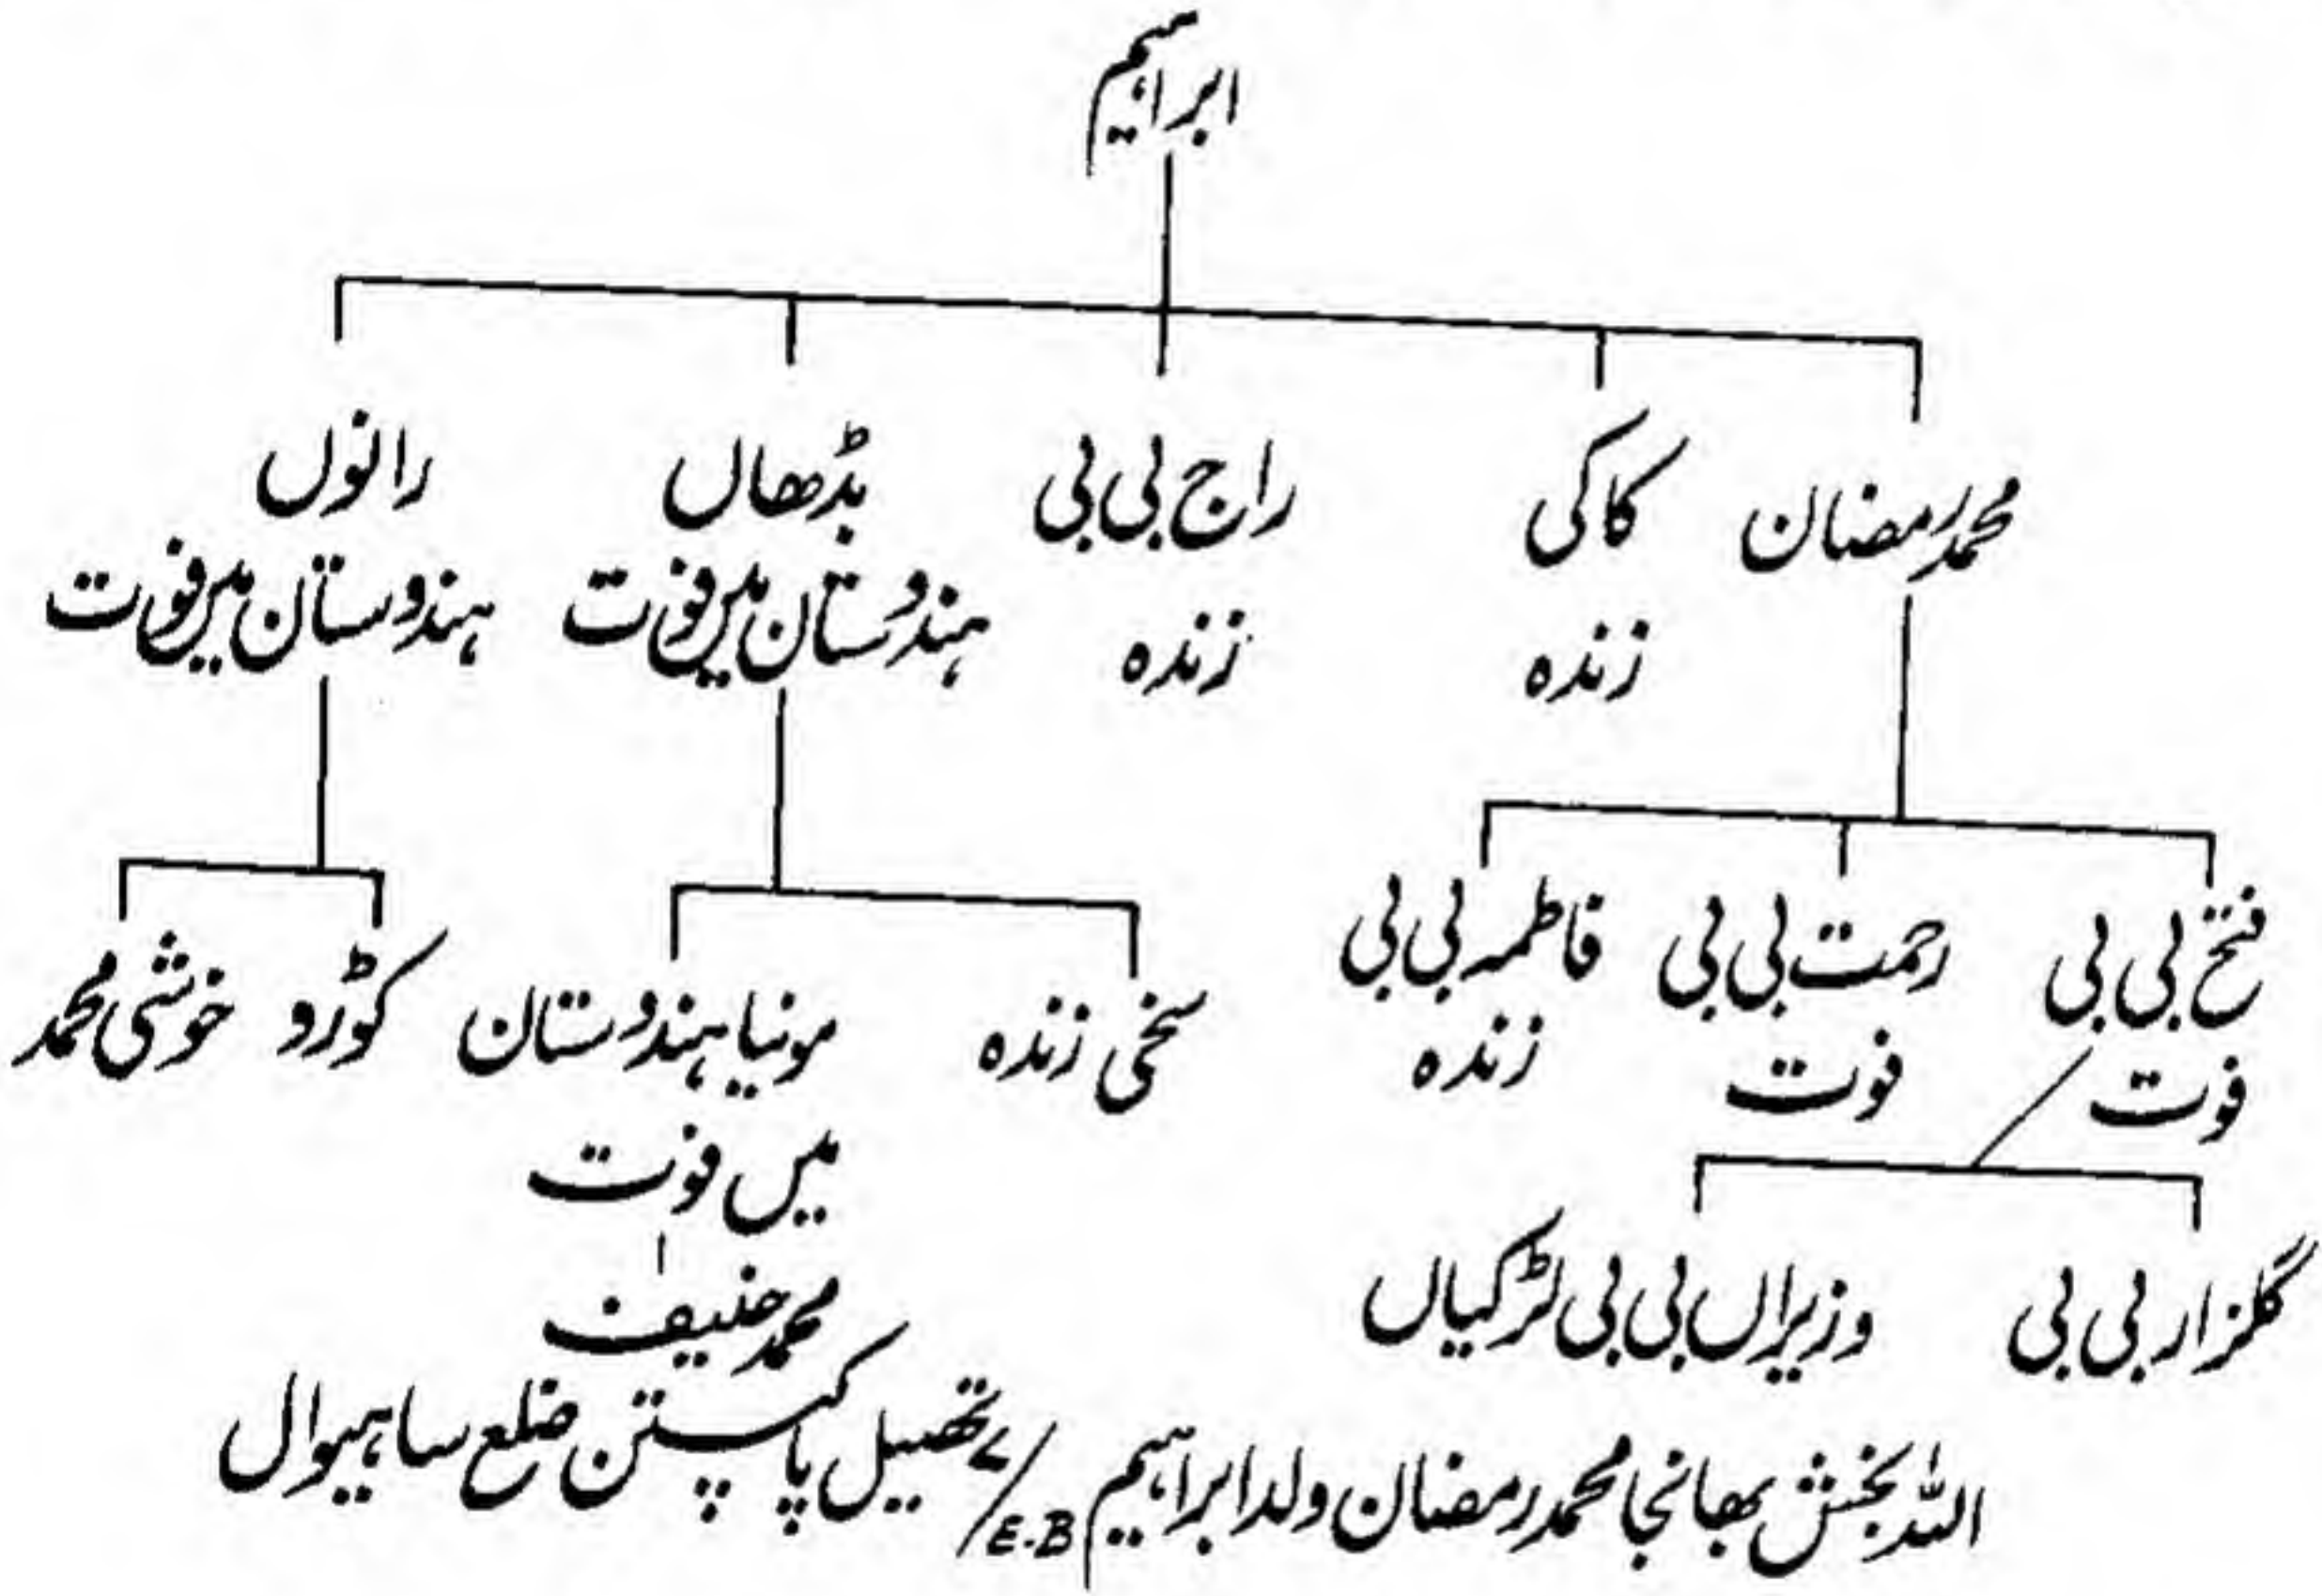 ابراہیم
محمد رمضان کاکی راج بی بی بڈھاں رانوں
زندہ زندہ ہندوستان میں فوت ہندوستان میں فوت
فتح بی بی رحمت بی بی فاطمہ بی بی سخی زندہ مونیا ہندوستان کوڑو خوشی محمد
فوت فوت زندہ میں فوت
گلزار بی بی وزیراں بی بی لڑکیاں محمد حنیف
اللہ بخش بھانجا محمد رمضان ولد ابراہیم ۷/E.B تحصیل پاکپتن ضلع ساہیوال